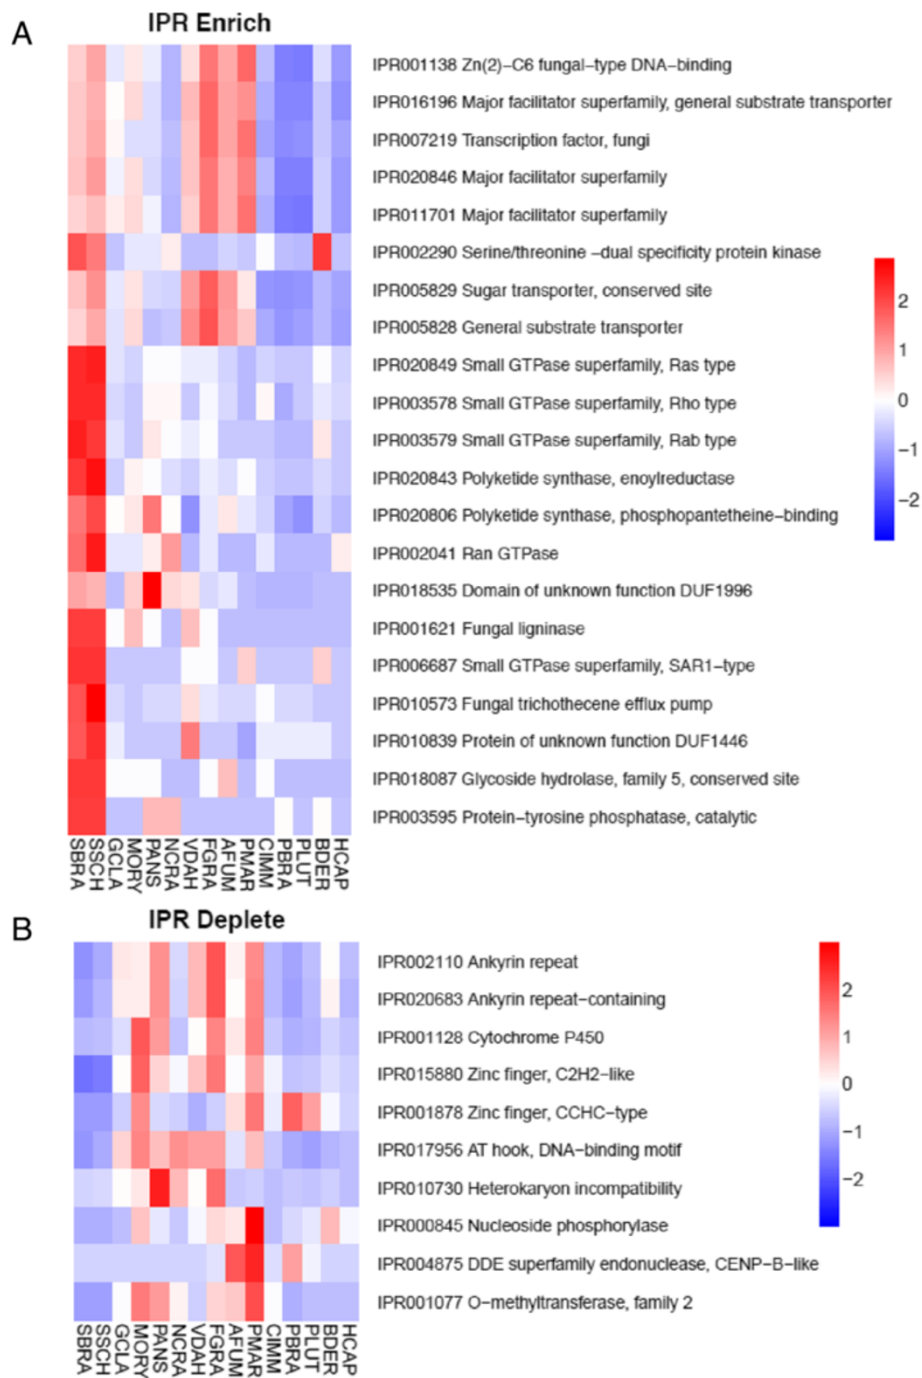 A
IPR Enrich
IPR001138 Zn(2)−C6 fungal−type DNA−binding
IPR016196 Major facilitator superfamily, general substrate transporter
IPR007219 Transcription factor, fungi
IPR020846 Major facilitator superfamily
IPR011701 Major facilitator superfamily
IPR002290 Serine/threonine −dual specificity protein kinase
IPR005829 Sugar transporter, conserved site
IPR005828 General substrate transporter
IPR020849 Small GTPase superfamily, Ras type
IPR003578 Small GTPase superfamily, Rho type
IPR003579 Small GTPase superfamily, Rab type
IPR020843 Polyketide synthase, enoylreductase
IPR020806 Polyketide synthase, phosphopantetheine−binding
IPR002041 Ran GTPase
IPR018535 Domain of unknown function DUF1996
IPR001621 Fungal ligninase
IPR006687 Small GTPase superfamily, SAR1−type
IPR010573 Fungal trichothecene efflux pump
IPR010839 Protein of unknown function DUF1446
IPR018087 Glycoside hydrolase, family 5, conserved site
IPR003595 Protein−tyrosine phosphatase, catalytic
2
1
0
−1
−2
SBRA
SSCH
GCLA
MORY
PANS
NCRA
VDAH
FGRA
AFUM
PMAR
CIMM
PBRA
PLUT
BDER
HCAP
B
IPR Deplete
IPR002110 Ankyrin repeat
IPR020683 Ankyrin repeat−containing
IPR001128 Cytochrome P450
IPR015880 Zinc finger, C2H2−like
IPR001878 Zinc finger, CCHC−type
IPR017956 AT hook, DNA−binding motif
IPR010730 Heterokaryon incompatibility
IPR000845 Nucleoside phosphorylase
IPR004875 DDE superfamily endonuclease, CENP−B−like
IPR001077 O−methyltransferase, family 2
2
1
0
−1
−2
SBRA
SSCH
GCLA
MORY
PANS
NCRA
VDAH
FGRA
AFUM
PMAR
CIMM
PBRA
PLUT
BDER
HCAP